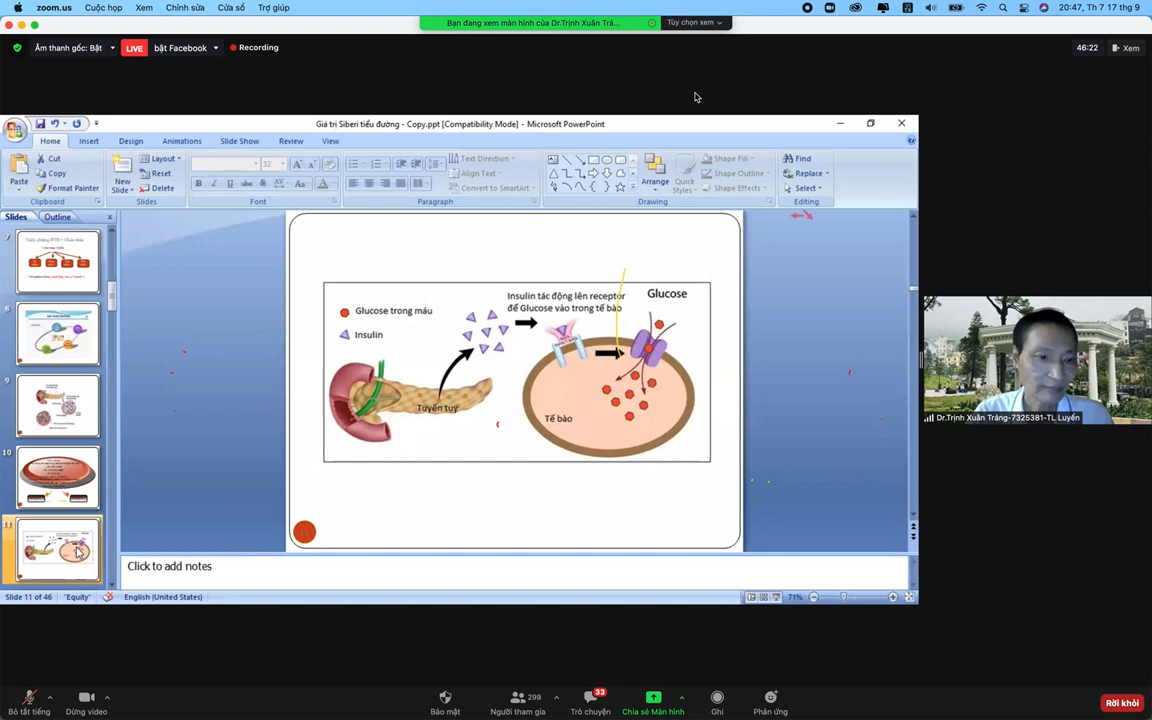 zoom.us Cuộc họp Xem Chỉnh sửa Cửa sổ Trợ giúp
20:47, Th 7 17 thg 9
Bạn đang xem màn hình của Dr.Trịnh Xuân Trá... Tùy chọn xem
Âm thanh gốc: Bật LIVE bật Facebook Recording
46:22 Xem
Giá trị Siberi tiểu đường - Copy.ppt [Compatibility Mode] - Microsoft PowerPoint
Home Insert Design Animations Slide Show Review View
Paste Cut Copy Format Painter
New Slide Layout Reset Delete
32
Text Direction Align Text Convert to SmartArt
Arrange Quick Styles Shape Fill Shape Outline Shape Effects
Find Replace Select
Clipboard Slides Font Paragraph Drawing Editing
Slides Outline
7
8
9
10
11
Glucose trong máu
Insulin
Insulin tác động lên receptor
để Glucose vào trong tế bào
Glucose
Tuyến tụy
Tế bào
Dr.Trịnh Xuân Tráng-7325381-TL Luyến
Click to add notes
Slide 11 of 46 "Equity" English (United States)
71%
Bỏ tắt tiếng
Dừng video
Bảo mật
299
Người tham gia
33
Trò chuyện
Chia sẻ Màn hình
Ghi
Phản ứng
Rời khỏi